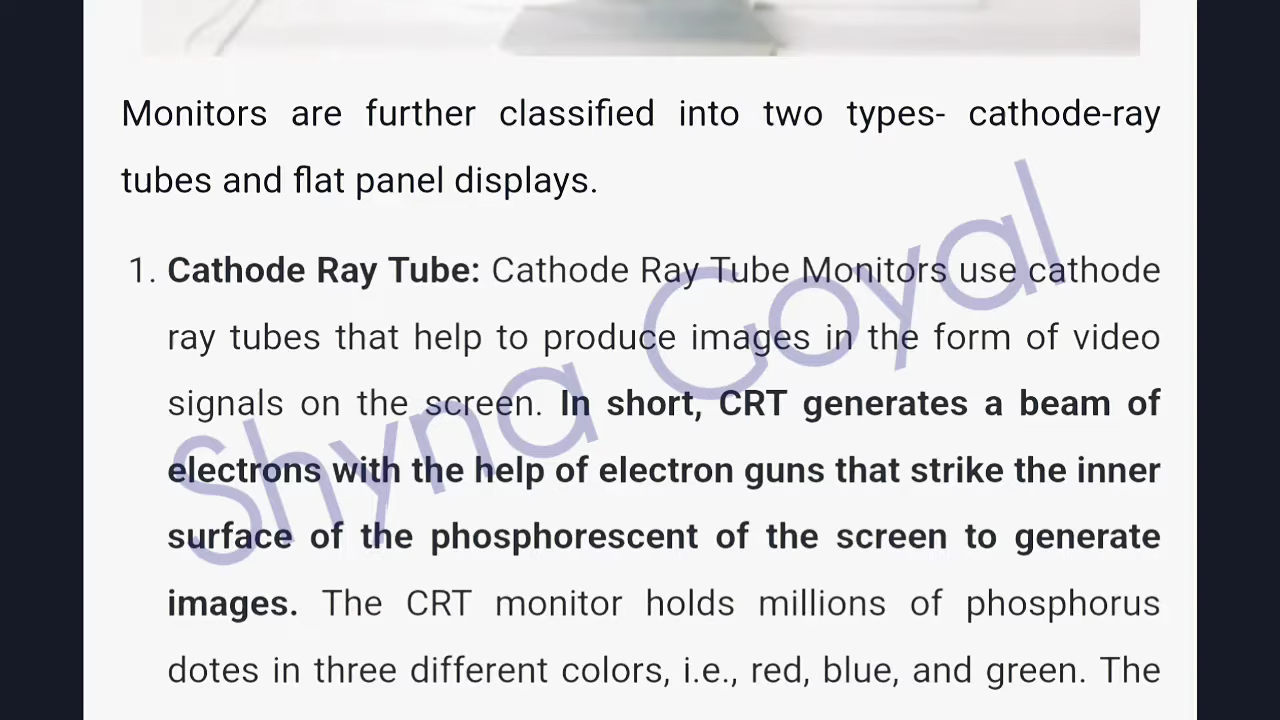 Monitors are further classified into two types- cathode-ray
tubes and flat panel displays.
1. Cathode Ray Tube: Cathode Ray Tube Monitors use cathode
ray tubes that help to produce images in the form of video
signals on the screen. In short, CRT generates a beam of
electrons with the help of electron guns that strike the inner
surface of the phosphorescent of the screen to generate
images. The CRT monitor holds millions of phosphorus
dotes in three different colors, i.e., red, blue, and green. The
Shyna Goyal